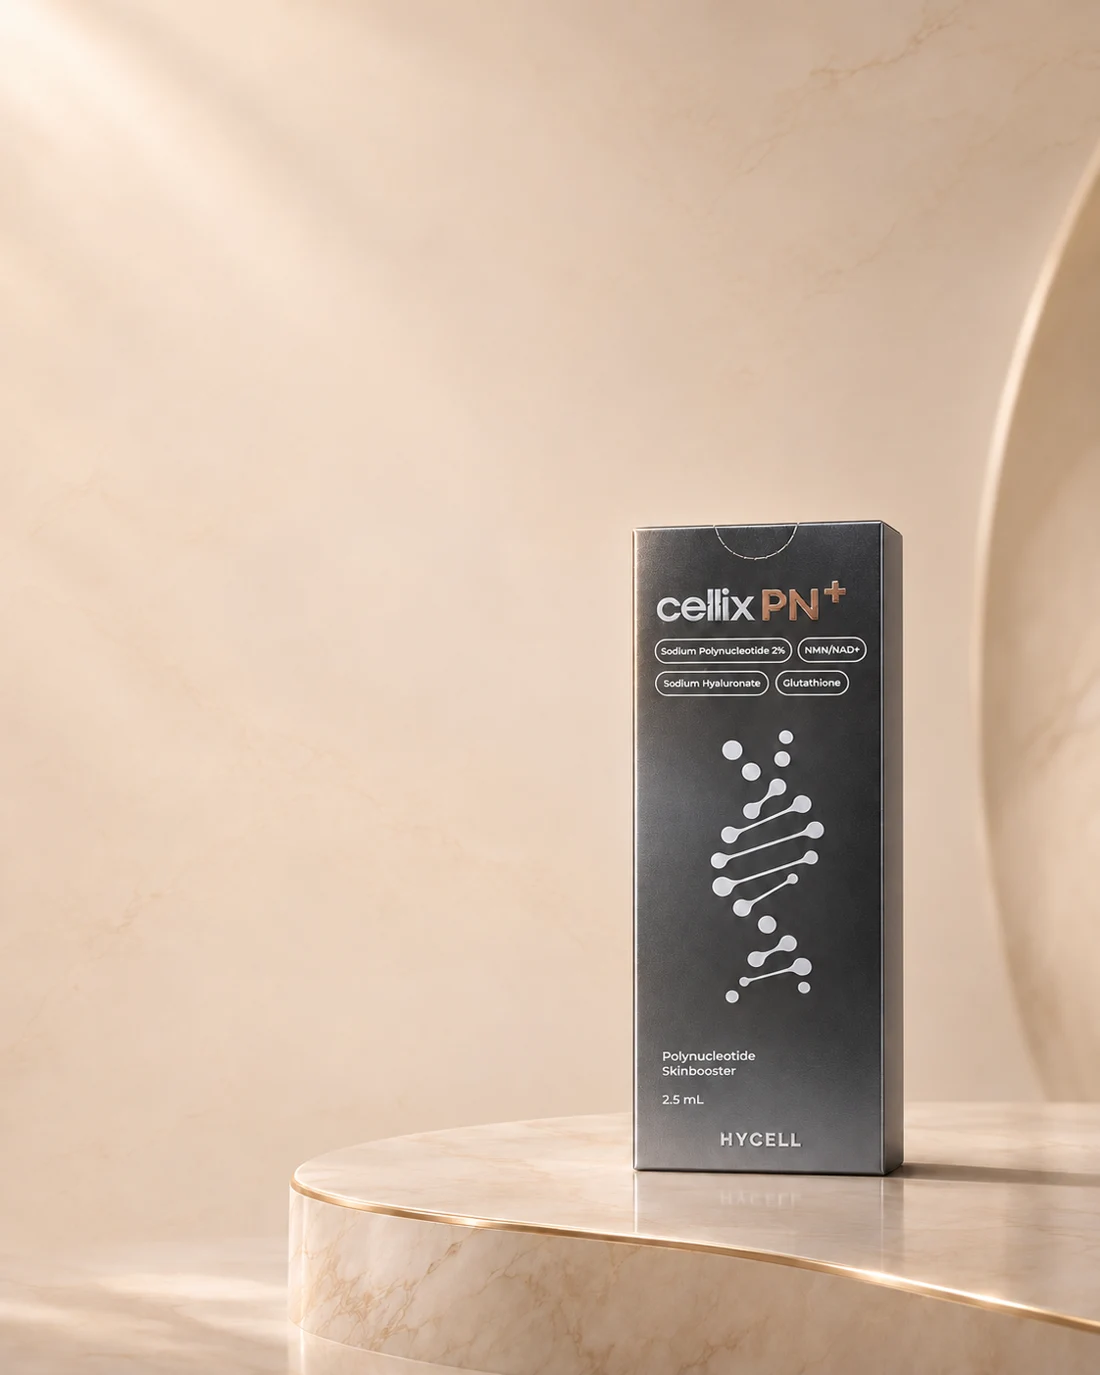 cellix PN+
Sodium Polynucleotide 2% NMN/NAD+
Sodium Hyaluronate Glutathione
Polynucleotide
Skinbooster
2.5 mL
HYCELL